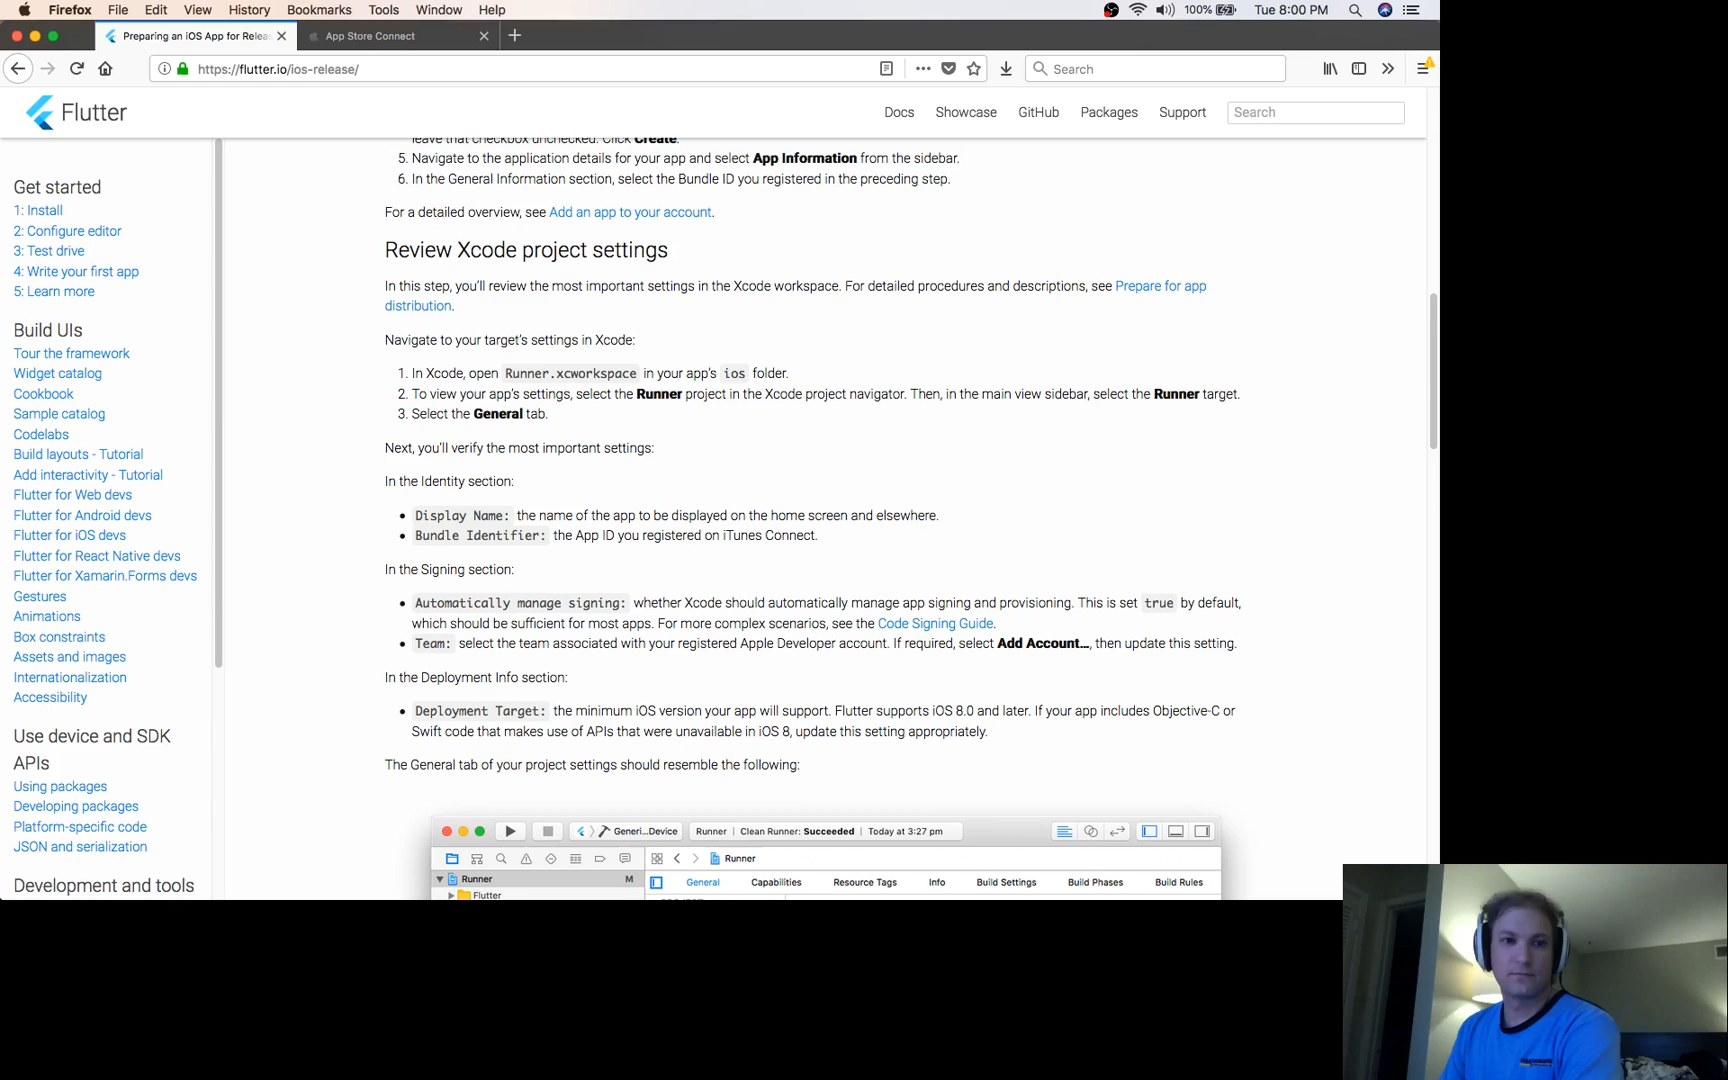 Firefox File Edit View History Bookmarks Tools Window Help 100% Tue 8:00 PM
Preparing an iOS App for Relea App Store Connect
https://flutter.io/ios-release/ Search
Flutter Docs Showcase GitHub Packages Support Search
leave that checkbox unchecked. Click Create.
5. Navigate to the application details for your app and select App Information from the sidebar.
6. In the General Information section, select the Bundle ID you registered in the preceding step.
For a detailed overview, see Add an app to your account.
Review Xcode project settings
In this step, you'll review the most important settings in the Xcode workspace. For detailed procedures and descriptions, see Prepare for app
distribution.
Navigate to your target's settings in Xcode:
1. In Xcode, open Runner.xcworkspace in your app's ios folder.
2. To view your app's settings, select the Runner project in the Xcode project navigator. Then, in the main view sidebar, select the Runner target.
3. Select the General tab.
Next, you'll verify the most important settings:
In the Identity section:
• Display Name: the name of the app to be displayed on the home screen and elsewhere.
• Bundle Identifier: the App ID you registered on iTunes Connect.
In the Signing section:
• Automatically manage signing: whether Xcode should automatically manage app signing and provisioning. This is set true by default,
which should be sufficient for most apps. For more complex scenarios, see the Code Signing Guide.
• Team: select the team associated with your registered Apple Developer account. If required, select Add Account..., then update this setting.
In the Deployment Info section:
• Deployment Target: the minimum iOS version your app will support. Flutter supports iOS 8.0 and later. If your app includes Objective-C or
Swift code that makes use of APIs that were unavailable in iOS 8, update this setting appropriately.
The General tab of your project settings should resemble the following:
Generi...Device Runner | Clean Runner: Succeeded | Today at 3:27 pm
Runner
Runner M General Capabilities Resource Tags Info Build Settings Build Phases Build Rules
Flutter
Get started
1: Install
2: Configure editor
3: Test drive
4: Write your first app
5: Learn more
Build UIs
Tour the framework
Widget catalog
Cookbook
Sample catalog
Codelabs
Build layouts - Tutorial
Add interactivity - Tutorial
Flutter for Web devs
Flutter for Android devs
Flutter for iOS devs
Flutter for React Native devs
Flutter for Xamarin.Forms devs
Gestures
Animations
Box constraints
Assets and images
Internationalization
Accessibility
Use device and SDK
APIs
Using packages
Developing packages
Platform-specific code
JSON and serialization
Development and tools